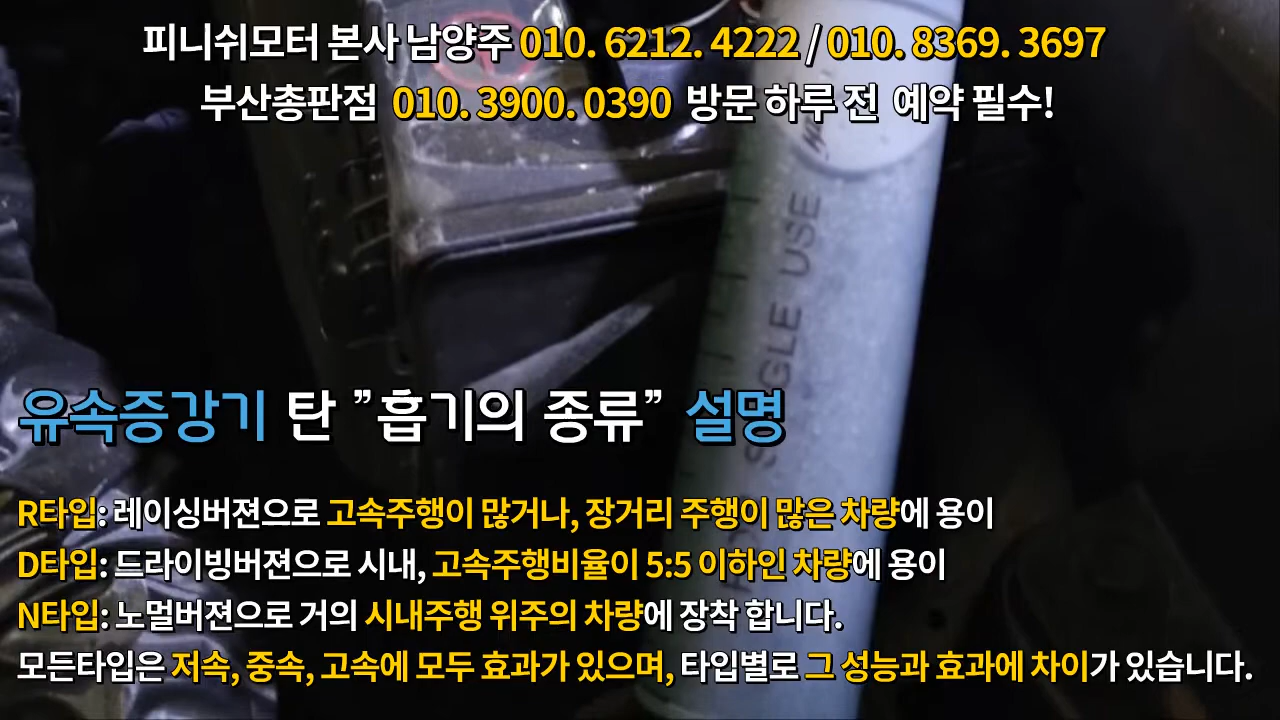 피니쉬모터 본사 남양주 010. 6212. 4222 / 010. 8369. 3697
부산총판점 010. 3900. 0390 방문 하루 전 예약 필수!
SINGLE USE
유속증강기 탄 "흡기의 종류" 설명
R타입: 레이싱버젼으로 고속주행이 많거나, 장거리 주행이 많은 차량에 용이
D타입: 드라이빙버젼으로 시내, 고속주행비율이 5:5 이하인 차량에 용이
N타입: 노멀버젼으로 거의 시내주행 위주의 차량에 장착 합니다.
모든타입은 저속, 중속, 고속에 모두 효과가 있으며, 타입별로 그 성능과 효과에 차이가 있습니다.